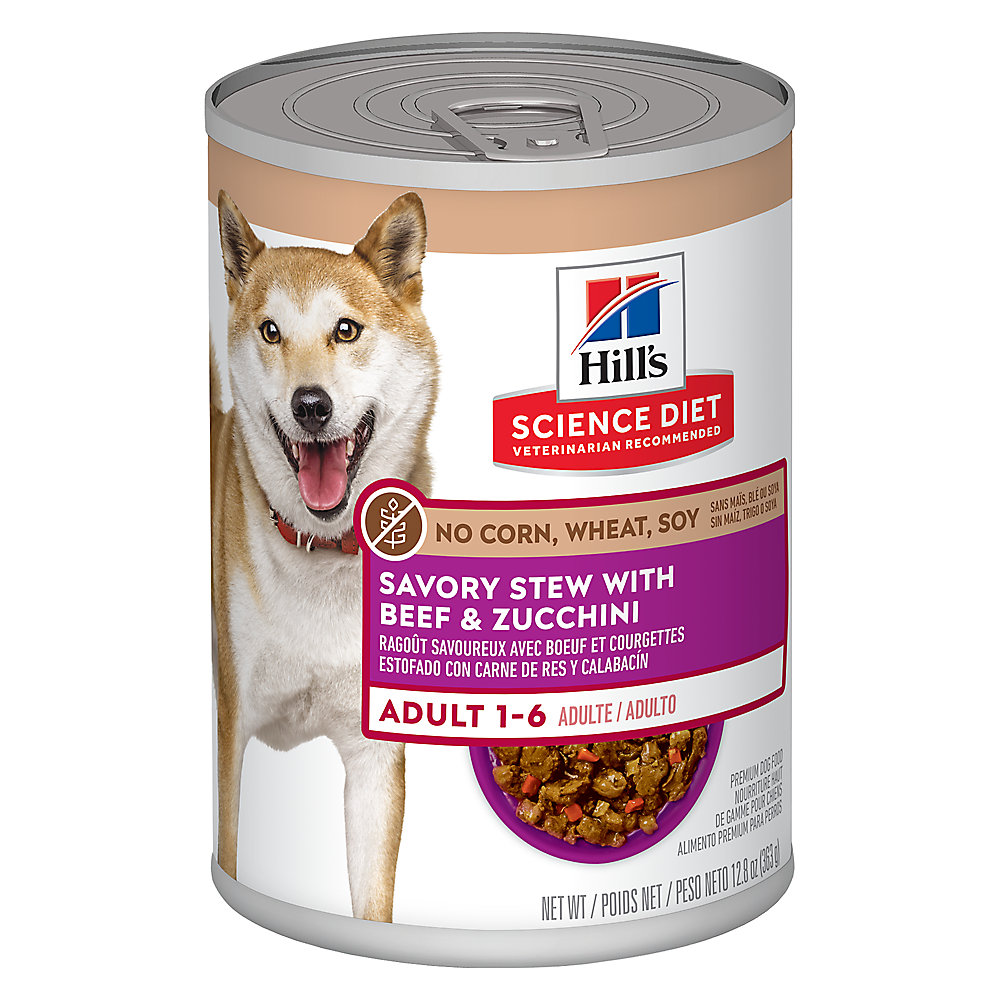 Hill's
SCIENCE DIET
VETERINARIAN RECOMMENDED
NO CORN, WHEAT, SOY
SANS MAÏS, BLÉ OU SOYA
SIN MAÍZ, TRIGO O SOYA
SAVORY STEW WITH
BEEF & ZUCCHINI
RAGOÛT SAVOUREUX AVEC BOEUF ET COURGETTES
ESTOFADO CON CARNE DE RES Y CALABACÍN
ADULT 1-6 ADULTE / ADULTO
PREMIUM DOG FOOD
NOURRITURE HAUT
DE GAMME POUR CHIENS
ALIMENTO PREMIUM PARA PERROS
NET WT / POIDS NET / PESO NETO 12.8 oz (363 g)